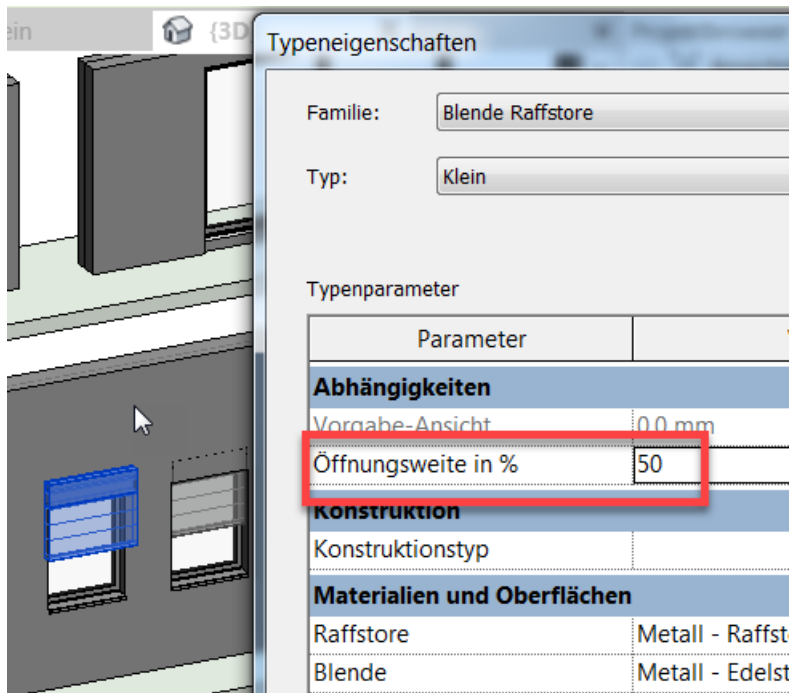 ein {3D
Typeneigenschaften
Familie: Blende Raffstore
Typ: Klein
Typenparameter
Parameter
Abhängigkeiten
Vorgabe-Ansicht 0.0 mm
Öffnungsweite in % 50
Konstruktion
Konstruktionstyp
Materialien und Oberflächen
Raffstore Metall - Raffst
Blende Metall - Edelst